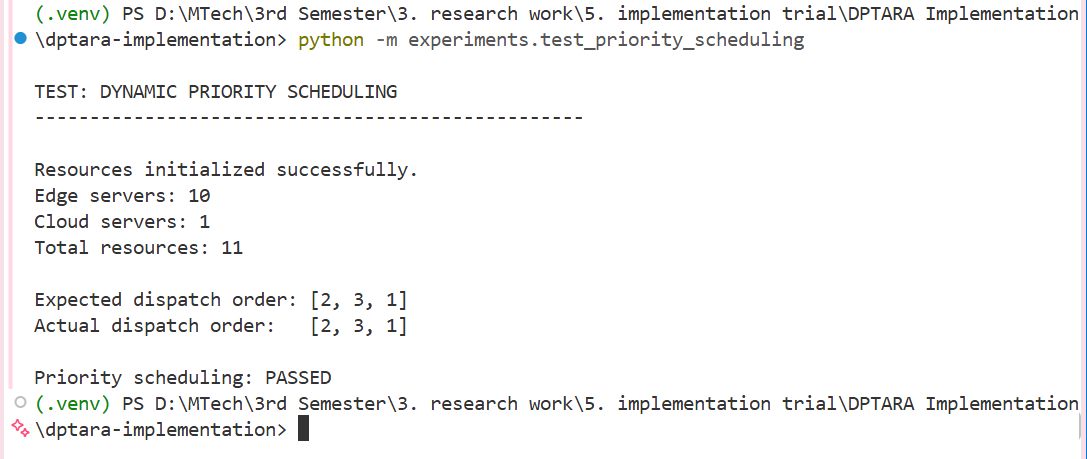 (.venv) PS D:\MTech\3rd Semester\3. research work\5. implementation trial\DPTARA Implementation
\dptara-implementation> python -m experiments.test_priority_scheduling
TEST: DYNAMIC PRIORITY SCHEDULING
--------------------------------------------------
Resources initialized successfully.
Edge servers: 10
Cloud servers: 1
Total resources: 11
Expected dispatch order: [2, 3, 1]
Actual dispatch order:   [2, 3, 1]
Priority scheduling: PASSED
(.venv) PS D:\MTech\3rd Semester\3. research work\5. implementation trial\DPTARA Implementation
\dptara-implementation>